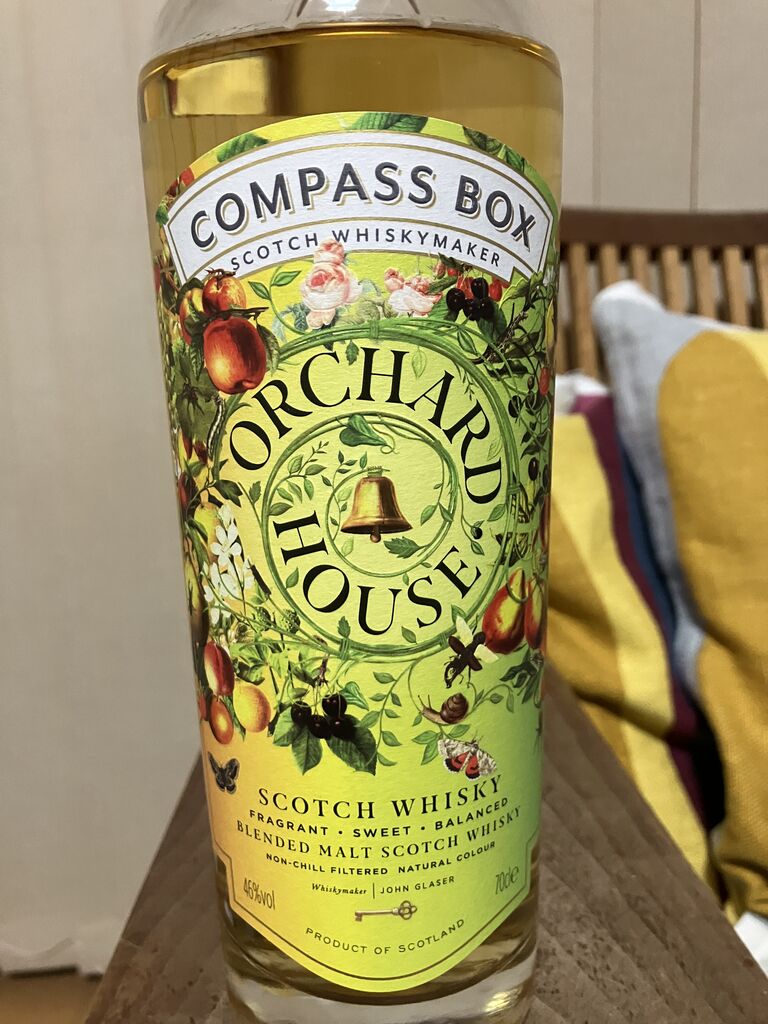 COMPASS BOX
SCOTCH WHISKYMAKER
ORCHARD
HOUSE
SCOTCH WHISKY
FRAGRANT • SWEET • BALANCED
BLENDED MALT SCOTCH WHISKY
NON-CHILL FILTERED NATURAL COLOUR
Whiskymaker | JOHN GLASER
46%vol
70cl℮
PRODUCT OF SCOTLAND